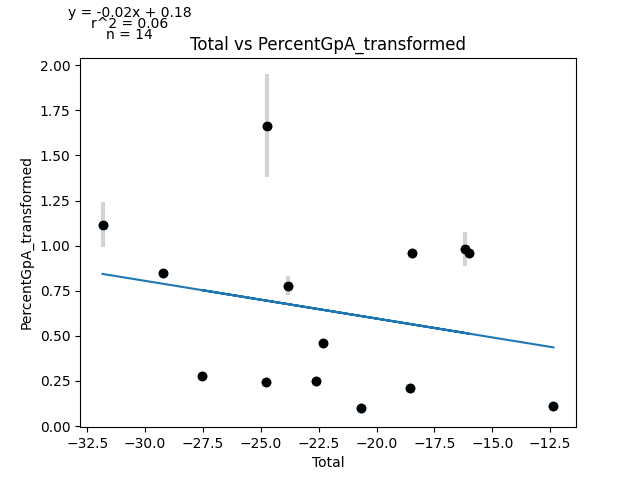 y = -0.02x + 0.18
r^2 = 0.06
n = 14
Total vs PercentGpA_transformed
2.00
1.75
1.50
1.25
1.00
0.75
0.50
0.25
0.00
PercentGpA_transformed
−32.5 −30.0 −27.5 −25.0 −22.5 −20.0 −17.5 −15.0 −12.5
Total